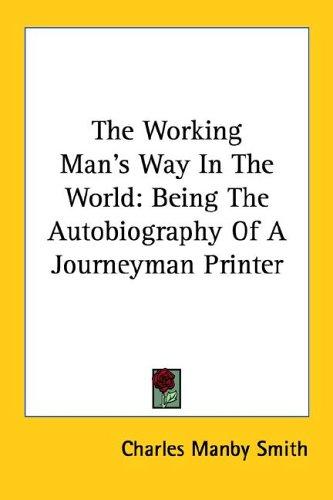 The Working
Man's Way In The
World: Being The
Autobiography Of A
Journeyman Printer
Charles Manby Smith